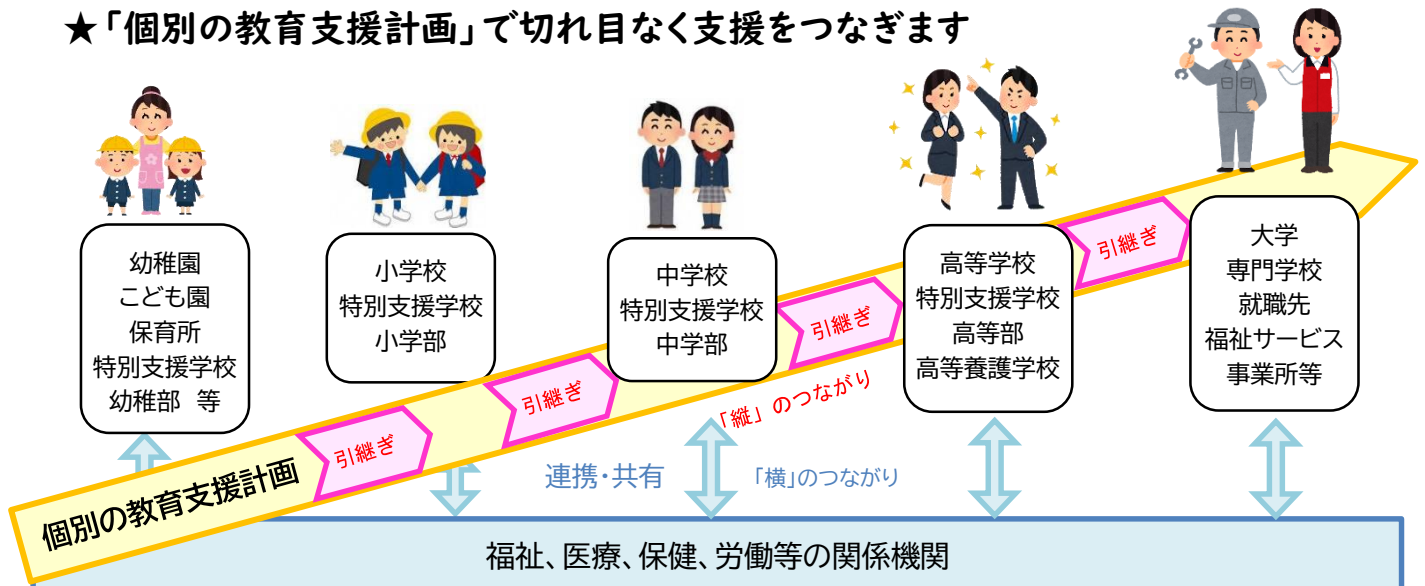 ★「個別の教育支援計画」で切れ目なく支援をつなぎます
幼稚園
こども園
保育所
特別支援学校
幼稚部 等
小学校
特別支援学校
小学部
中学校
特別支援学校
中学部
高等学校
特別支援学校
高等部
高等養護学校
大学
専門学校
就職先
福祉サービス
事業所等
個別の教育支援計画
引継ぎ
引継ぎ
引継ぎ
引継ぎ
「縦」のつながり
連携・共有
「横」のつながり
福祉、医療、保健、労働等の関係機関